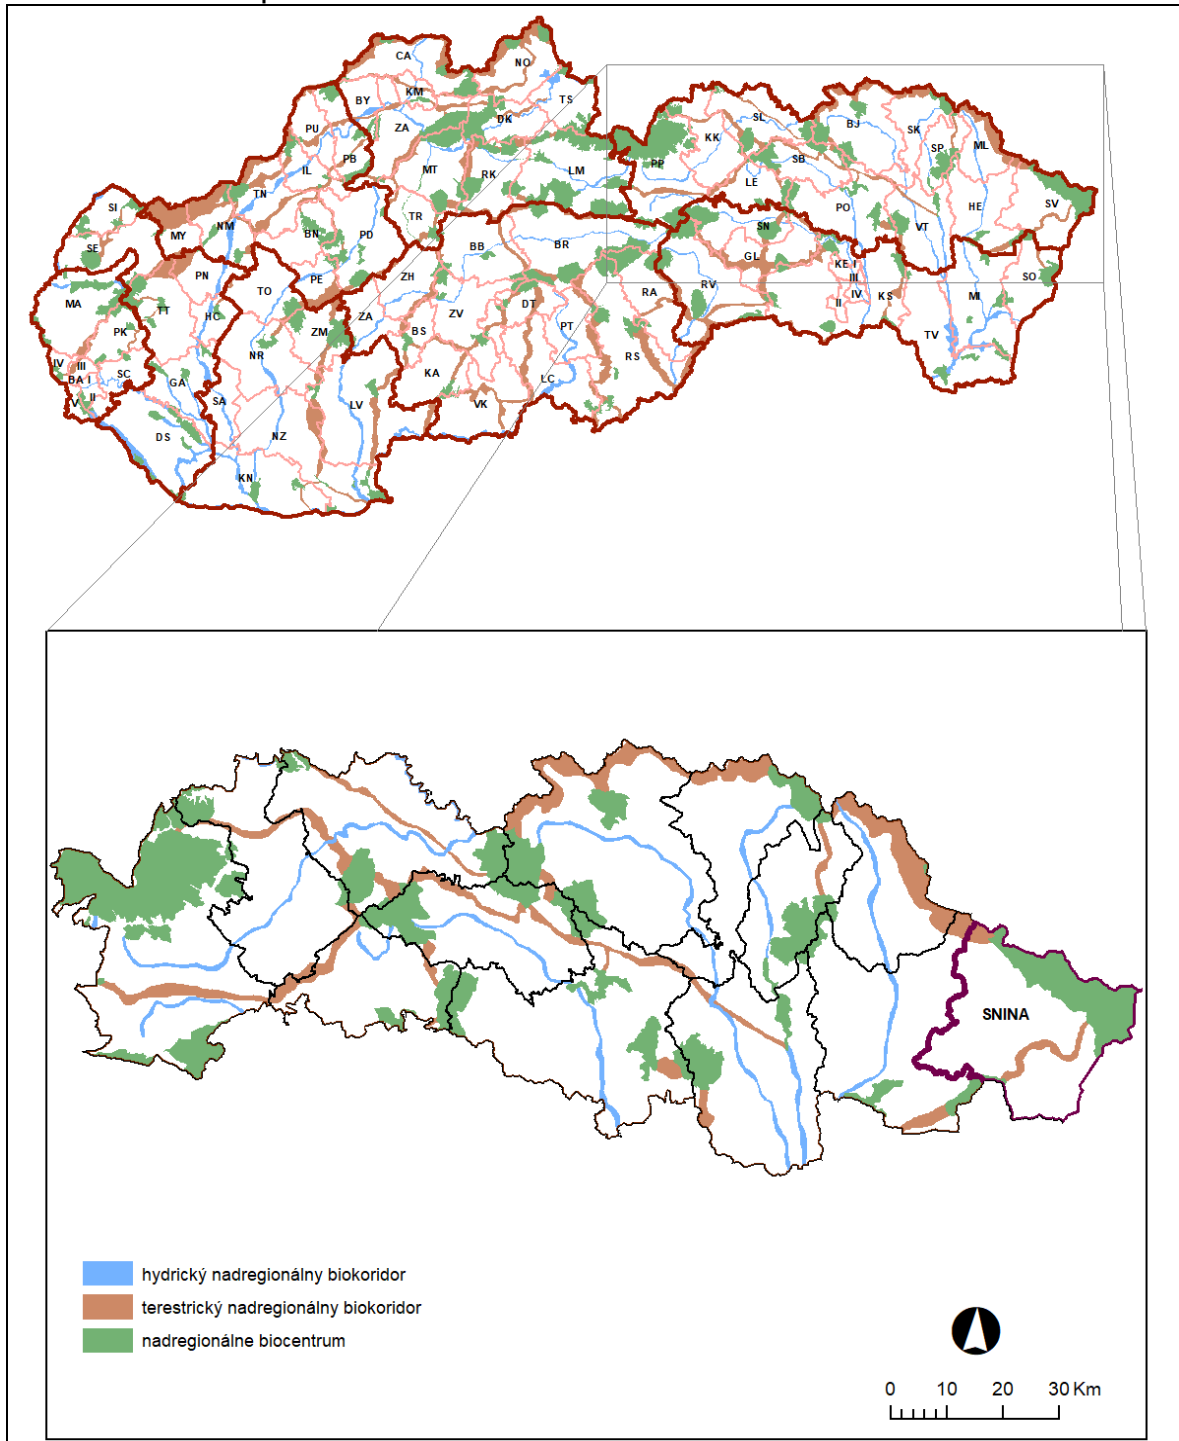 CA
NO
BY
KM
TS
PU
ZA
DK
SL
BJ
SK
KK
SP
ML
PB
MT
PP
SB
IL
RK
LM
LE
TN
HE
SV
SI
TR
PO
MY
NM
BN
PD
SN
VT
SE
BB
BR
GL
KE I
PN
ZH
III
SO
PE
TO
RV
RA
IV
KS
MI
MA
TT
HC
ZA
DT
II
ZV
PT
PK
ZM
BS
TV
NR
RS
IV
III
KA
BA I
SC
GA
LC
V
II
SA
LV
VK
DS
NZ
KN
SNINA
hydrický nadregionálny biokoridor
terestrický nadregionálny biokoridor
nadregionálne biocentrum
0 10 20 30 Km